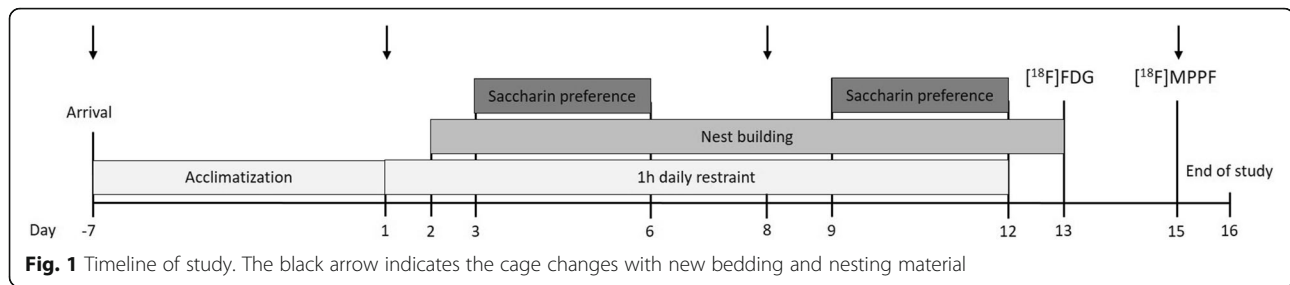 [¹⁸F]FDG [¹⁸F]MPPF
Saccharin preference Saccharin preference
Arrival
Nest building
Acclimatization 1h daily restraint End of study
Day -7 1 2 3 6 8 9 12 13 15 16
Fig. 1 Timeline of study. The black arrow indicates the cage changes with new bedding and nesting material